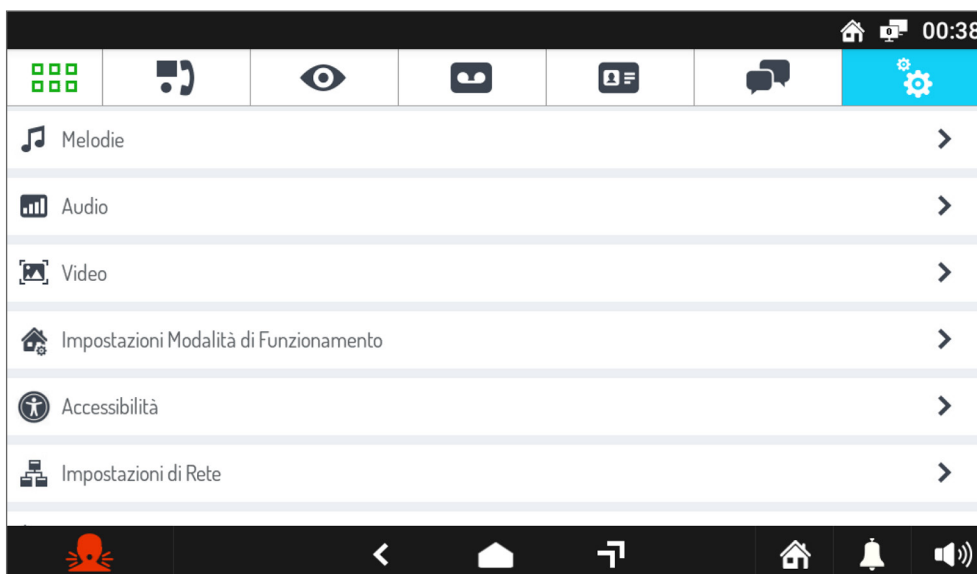 00:38
Melodie
Audio
Video
Impostazioni Modalità di Funzionamento
Accessibilità
Impostazioni di Rete